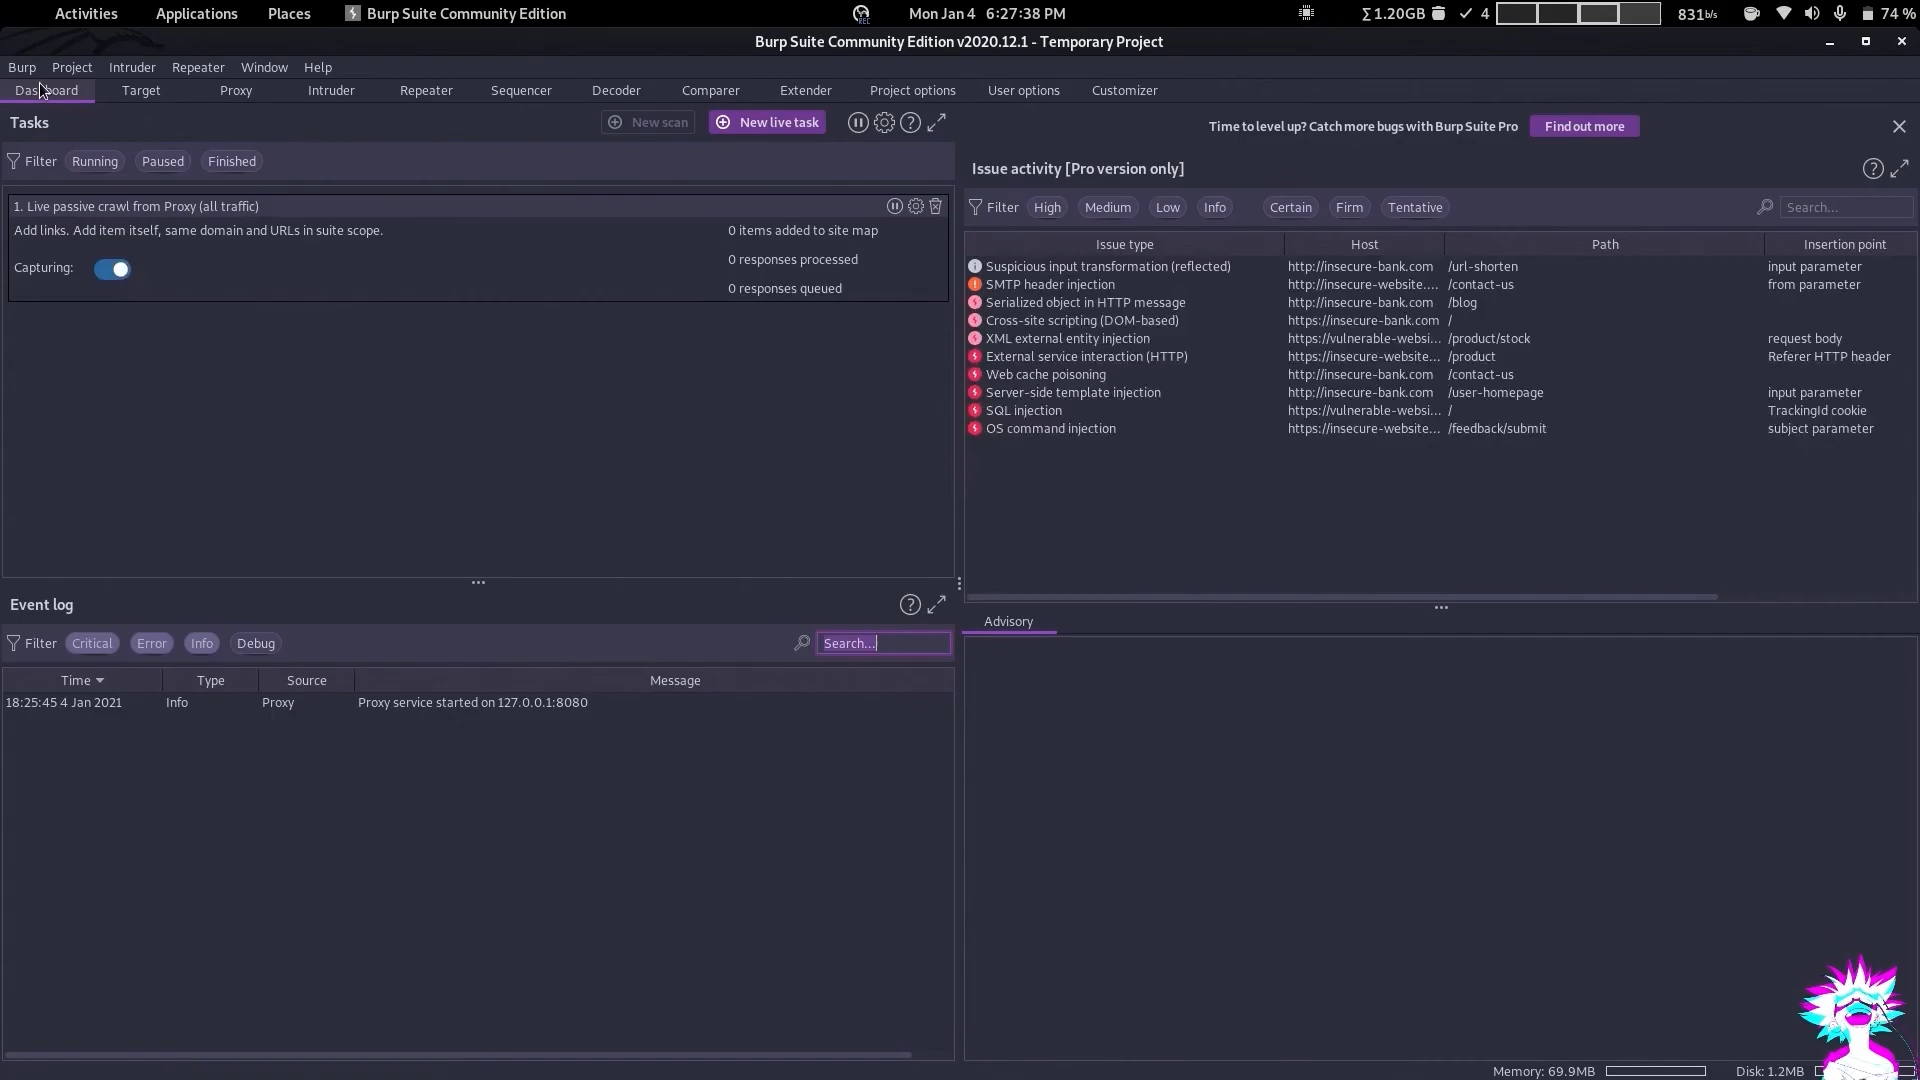 Activities Applications Places Burp Suite Community Edition Mon Jan 4 6:27:38 PM Σ 1.20GB ✓ 4 831b/s 74 %
Burp Suite Community Edition v2020.12.1 - Temporary Project
Burp Project Intruder Repeater Window Help
Dashboard Target Proxy Intruder Repeater Sequencer Decoder Comparer Extender Project options User options Customizer
Tasks New scan New live task
Filter Running Paused Finished
1. Live passive crawl from Proxy (all traffic)
Add links. Add item itself, same domain and URLs in suite scope. 0 items added to site map
0 responses processed
Capturing:
0 responses queued
Event log
Filter Critical Error Info Debug Search...
Time Type Source Message
18:25:45 4 Jan 2021 Info Proxy Proxy service started on 127.0.0.1:8080
Time to level up? Catch more bugs with Burp Suite Pro Find out more
Issue activity [Pro version only]
Filter High Medium Low Info Certain Firm Tentative Search...
Issue type Host Path Insertion point
Suspicious input transformation (reflected) http://insecure-bank.com /url-shorten input parameter
SMTP header injection http://insecure-website.... /contact-us from parameter
Serialized object in HTTP message http://insecure-bank.com /blog
Cross-site scripting (DOM-based) https://insecure-bank.com /
XML external entity injection https://vulnerable-websi... /product/stock request body
External service interaction (HTTP) https://insecure-website... /product Referer HTTP header
Web cache poisoning http://insecure-bank.com /contact-us
Server-side template injection http://insecure-bank.com /user-homepage input parameter
SQL injection https://vulnerable-websi... / TrackingId cookie
OS command injection https://insecure-website... /feedback/submit subject parameter
Advisory
Memory: 69.9MB Disk: 1.2MB